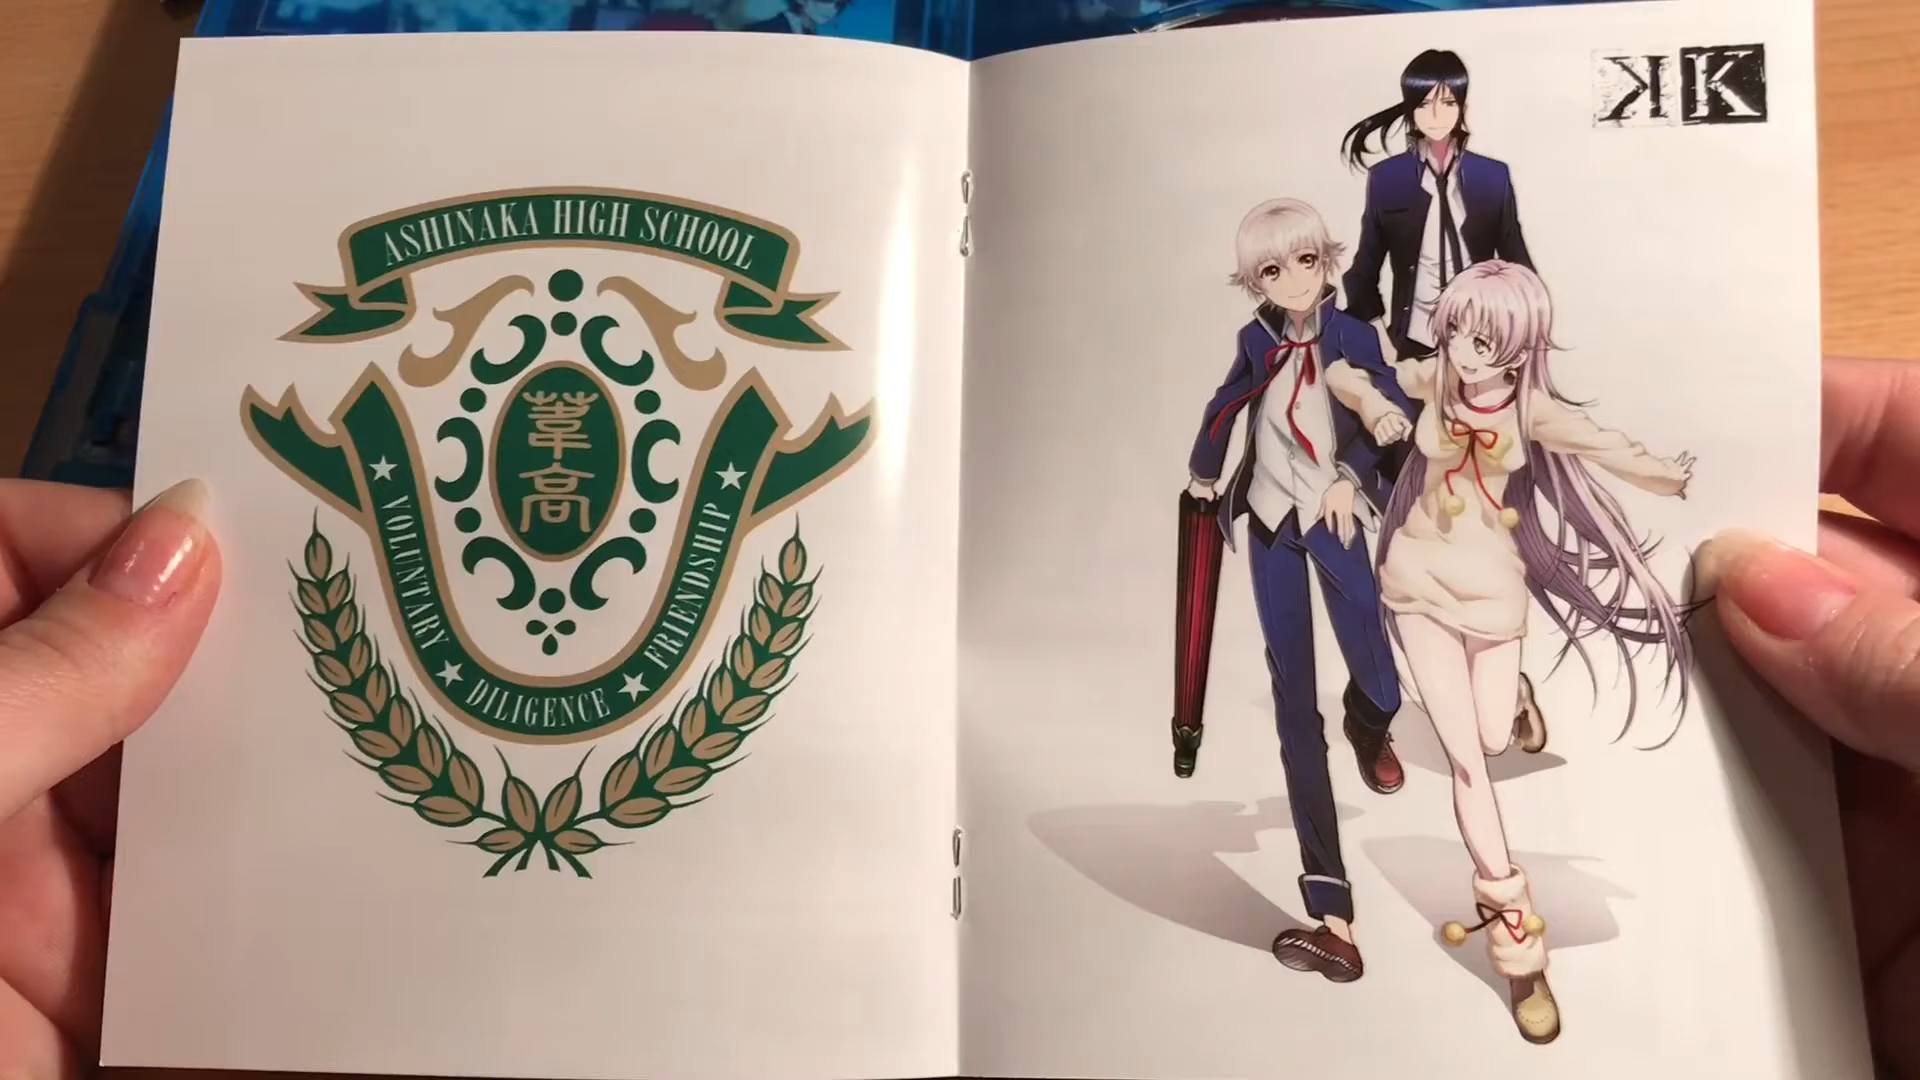 ASHINAKA HIGH SCHOOL
葦高
★ VOLUNTARY ★ DILIGENCE ★ FRIENDSHIP ★
K K